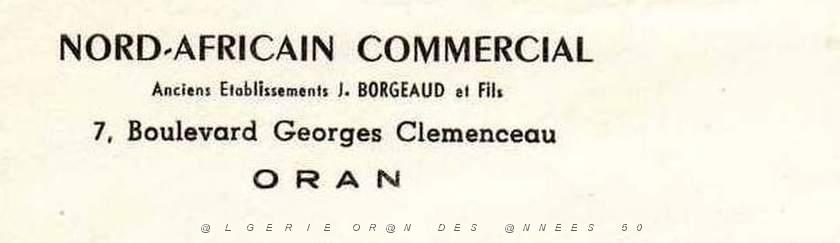 NORD-AFRICAIN COMMERCIAL
Anciens Etablissements J. BORGEAUD et Fils
7, Boulevard Georges Clemenceau
ORAN
@LGERIE OR@N DES @NNEES 50